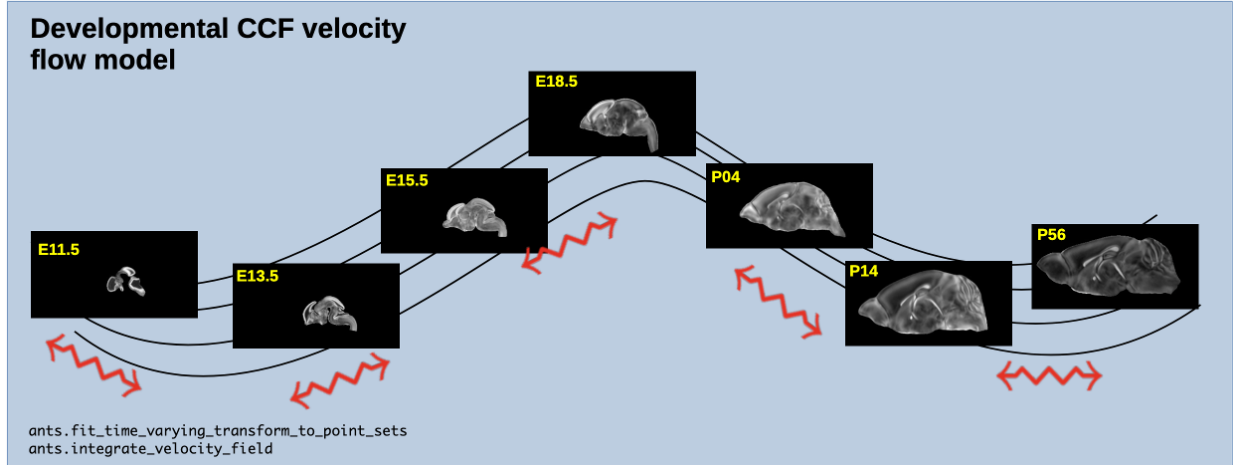 Developmental CCF velocity
flow model
E11.5
E13.5
E15.5
E18.5
P04
P14
P56
ants.fit_time_varying_transform_to_point_sets
ants.integrate_velocity_field